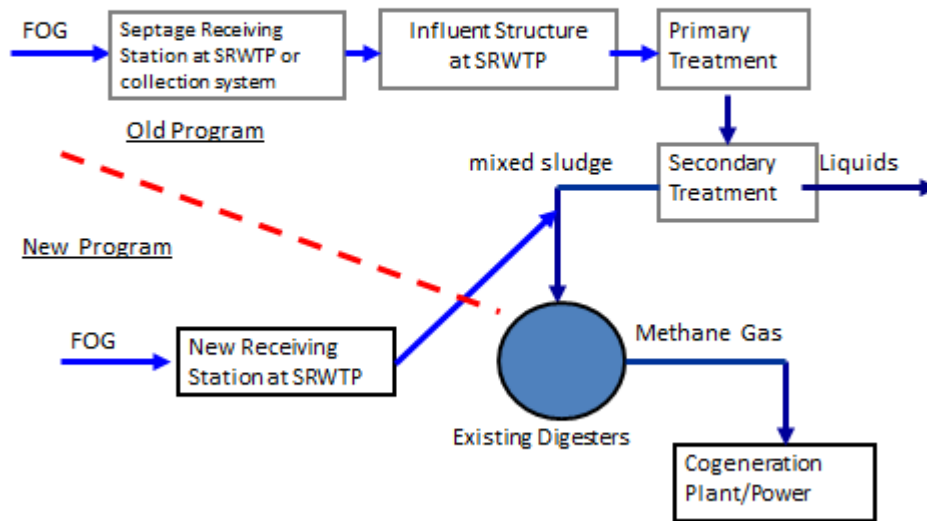 FOG
Septage Receiving
Station at SRWTP or
collection system
Influent Structure
at SRWTP
Primary
Treatment
Old Program
mixed sludge
Secondary
Treatment
Liquids
New Program
FOG
New Receiving
Station at SRWTP
Methane Gas
Existing Digesters
Cogeneration
Plant/Power